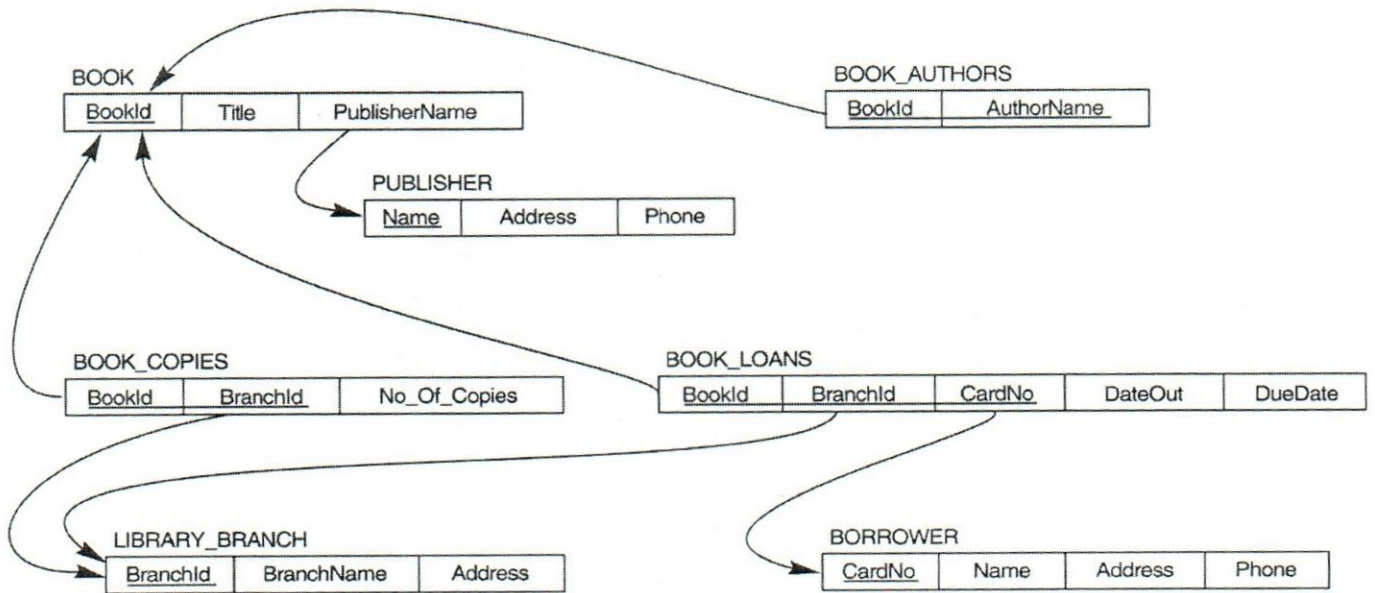 BOOK
BookId Title PublisherName
BOOK_AUTHORS
BookId AuthorName
PUBLISHER
Name Address Phone
BOOK_COPIES
BookId BranchId No_Of_Copies
BOOK_LOANS
BookId BranchId CardNo DateOut DueDate
LIBRARY_BRANCH
BranchId BranchName Address
BORROWER
CardNo Name Address Phone